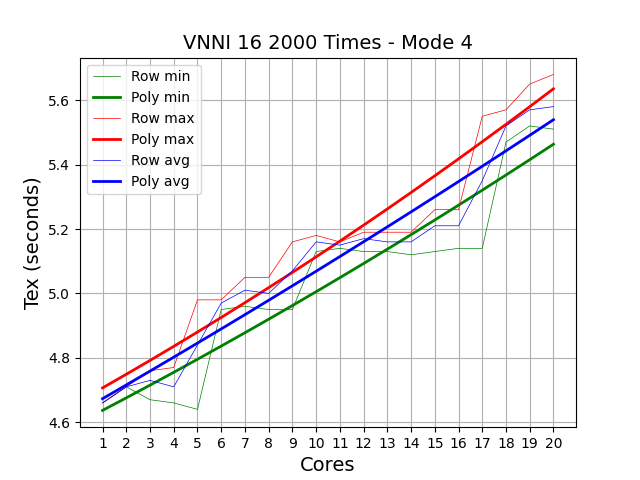 VNNI 16 2000 Times - Mode 4
Row min
Poly min
Row max
Poly max
Row avg
Poly avg
Tex (seconds)
5.6
5.4
5.2
5.0
4.8
4.6
1 2 3 4 5 6 7 8 9 10 11 12 13 14 15 16 17 18 19 20
Cores